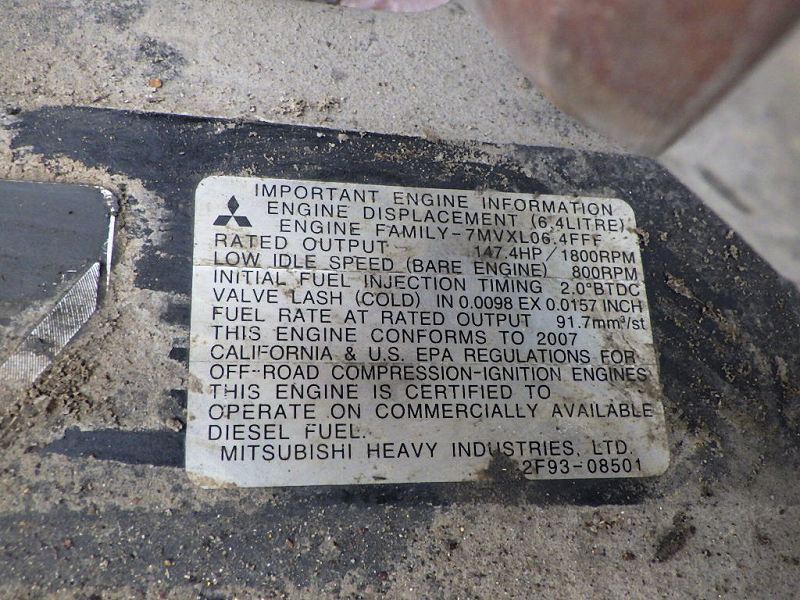 IMPORTANT ENGINE INFORMATION
ENGINE DISPLACEMENT (6.4LITRE)
ENGINE FAMILY-7MVXL06.4FFF
RATED OUTPUT 147.4HP/1800RPM
LOW IDLE SPEED (BARE ENGINE) 800RPM
INITIAL FUEL INJECTION TIMING 2.0°BTDC
VALVE LASH (COLD) IN 0.0098 EX 0.0157 INCH
FUEL RATE AT RATED OUTPUT 91.7mm³/st
THIS ENGINE CONFORMS TO 2007
CALIFORNIA & U.S. EPA REGULATIONS FOR
OFF-ROAD COMPRESSION-IGNITION ENGINES
THIS ENGINE IS CERTIFIED TO
OPERATE ON COMMERCIALLY AVAILABLE
DIESEL FUEL.
MITSUBISHI HEAVY INDUSTRIES, LTD.
2F93-08501